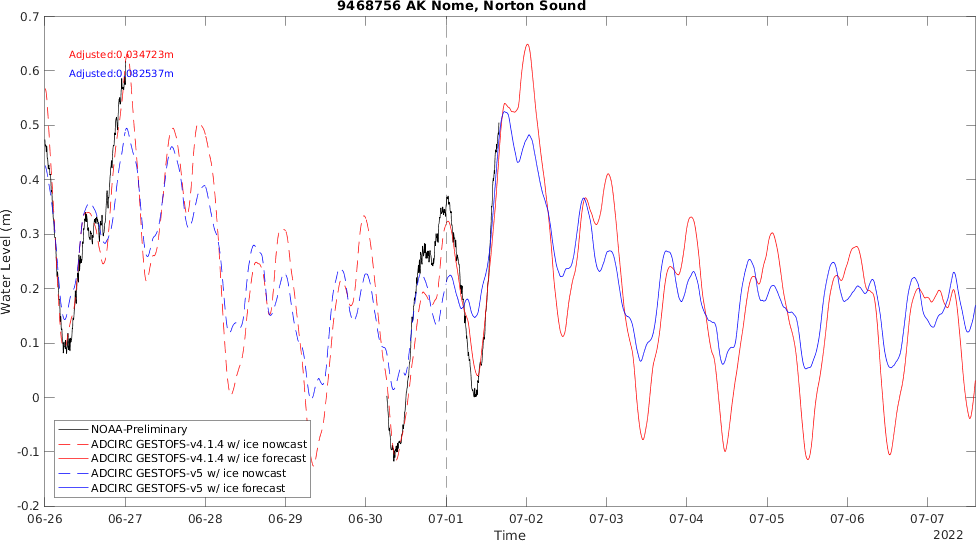 9468756 AK Nome, Norton Sound
0.7
0.6
0.5
0.4
0.3
0.2
0.1
0
-0.1
-0.2
Water Level (m)
Adjusted:0.034723m
Adjusted:0.082537m
NOAA-Preliminary
ADCIRC GESTOFS-v4.1.4 w/ ice nowcast
ADCIRC GESTOFS-v4.1.4 w/ ice forecast
ADCIRC GESTOFS-v5 w/ ice nowcast
ADCIRC GESTOFS-v5 w/ ice forecast
06-26 06-27 06-28 06-29 06-30 07-01 07-02 07-03 07-04 07-05 07-06 07-07
Time
2022